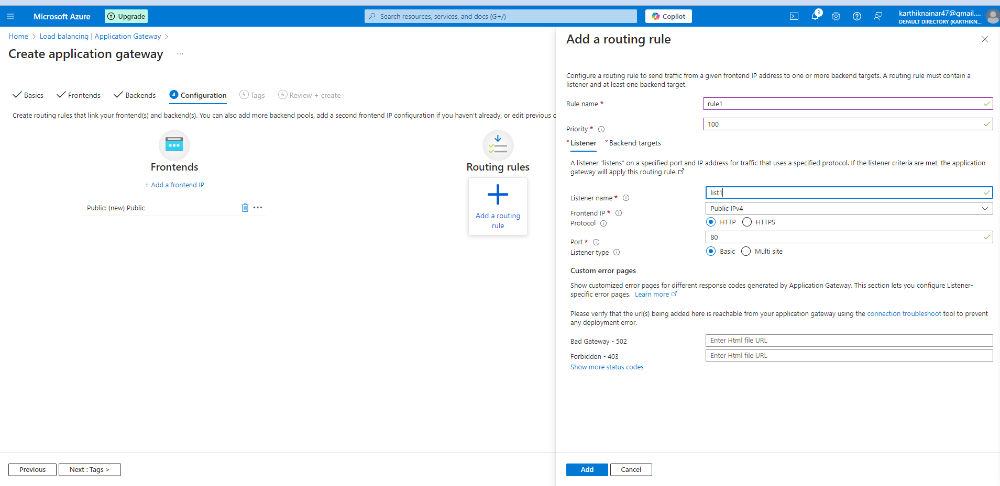 Microsoft Azure
Upgrade
Search resources, services, and docs (G+/)
Copilot
3
karthiknainar47@gmail....
DEFAULT DIRECTORY (KARTHIKN...
Home > Load balancing | Application Gateway >
Create application gateway ...
Basics
Frontends
Backends
4 Configuration
5 Tags
6 Review + create
Create routing rules that link your frontend(s) and backend(s). You can also add more backend pools, add a second frontend IP configuration if you haven't already, or edit previous c
Frontends
+ Add a frontend IP
Public: (new) Public
Routing rules
Add a routing
rule
Previous
Next : Tags >
Add a routing rule
Configure a routing rule to send traffic from a given frontend IP address to one or more backend targets. A routing rule must contain a
listener and at least one backend target.
Rule name *
rule1
Priority *
100
* Listener
* Backend targets
A listener "listens" on a specified port and IP address for traffic that uses a specified protocol. If the listener criteria are met, the application
gateway will apply this routing rule.
Listener name *
list1
Frontend IP *
Public IPv4
Protocol
HTTP
HTTPS
Port *
80
Listener type
Basic
Multi site
Custom error pages
Show customized error pages for different response codes generated by Application Gateway. This section lets you configure Listener-
specific error pages. Learn more
Please verify that the url(s) being added here is reachable from your application gateway using the connection troubleshoot tool to prevent
any deployment error.
Bad Gateway - 502
Enter Html file URL
Forbidden - 403
Enter Html file URL
Show more status codes
Add
Cancel